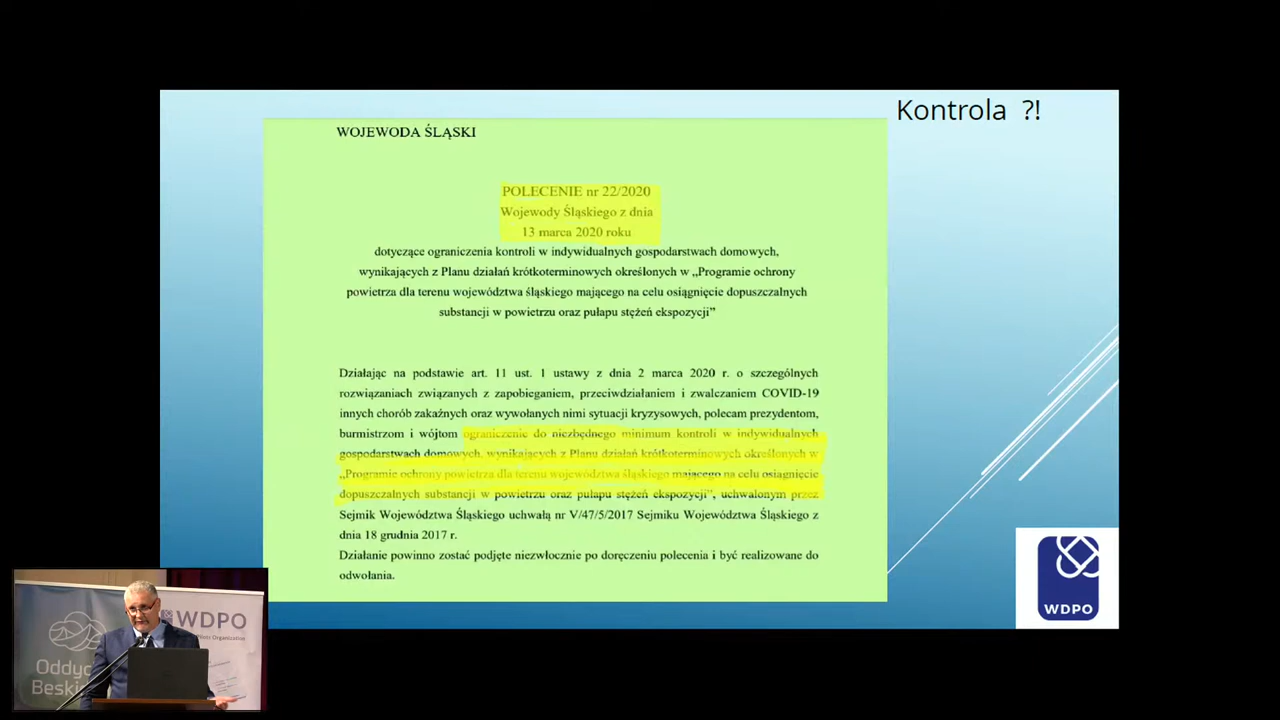 Kontrola ?!
WOJEWODA ŚLĄSKI
POLECENIE nr 22/2020
Wojewody Śląskiego z dnia
13 marca 2020 roku
dotyczące ograniczenia kontroli w indywidualnych gospodarstwach domowych,
wynikających z Planu działań krótkoterminowych określonych w „Programie ochrony
powietrza dla terenu województwa śląskiego mającego na celu osiągnięcie dopuszczalnych
substancji w powietrzu oraz pułapu stężeń ekspozycji”
Działając na podstawie art. 11 ust. 1 ustawy z dnia 2 marca 2020 r. o szczególnych
rozwiązaniach związanych z zapobieganiem, przeciwdziałaniem i zwalczaniem COVID-19
innych chorób zakaźnych oraz wywołanych nimi sytuacji kryzysowych, polecam prezydentom,
burmistrzom i wójtom ograniczenie do niezbędnego minimum kontroli w indywidualnych
gospodarstwach domowych, wynikających z Planu działań krótkoterminowych określonych w
„Programie ochrony powietrza dla terenu województwa śląskiego mającego na celu osiągnięcie
dopuszczalnych substancji w powietrzu oraz pułapu stężeń ekspozycji”, uchwalonym przez
Sejmik Województwa Śląskiego uchwałą nr V/47/5/2017 Sejmiku Województwa Śląskiego z
dnia 18 grudnia 2017 r.
Działanie powinno zostać podjęte niezwłocznie po doręczeniu polecenia i być realizowane do
odwołania.
WDPO
WDPO
Organization